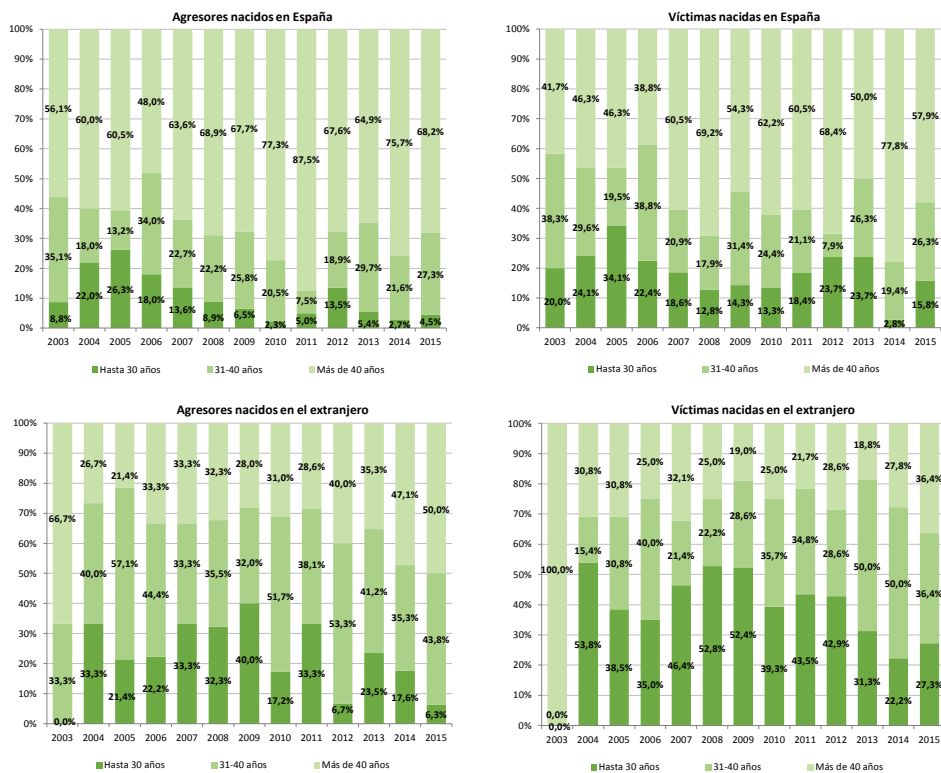 Agresores nacidos en España
100%
90%
80%
70%
60%
50%
40%
30%
20%
10%
0%
56,1% 60,0% 60,5% 48,0% 63,6% 68,9% 67,7% 77,3% 87,5% 67,6% 64,9% 75,7% 68,2%
35,1% 18,0% 13,2% 34,0% 22,7% 22,2% 25,8% 20,5% 7,5% 18,9% 29,7% 21,6% 27,3%
8,8% 22,0% 26,3% 18,0% 13,6% 8,9% 6,5% 2,3% 5,0% 13,5% 5,4% 2,7% 4,5%
2003 2004 2005 2006 2007 2008 2009 2010 2011 2012 2013 2014 2015
Hasta 30 años 31-40 años Más de 40 años
Víctimas nacidas en España
100%
90%
80%
70%
60%
50%
40%
30%
20%
10%
0%
41,7% 46,3% 46,3% 38,8% 60,5% 69,2% 54,3% 62,2% 60,5% 68,4% 50,0% 77,8% 57,9%
38,3% 29,6% 19,5% 38,8% 20,9% 17,9% 31,4% 24,4% 21,1% 7,9% 26,3% 19,4% 26,3%
20,0% 24,1% 34,1% 22,4% 18,6% 12,8% 14,3% 13,3% 18,4% 23,7% 23,7% 2,8% 15,8%
2003 2004 2005 2006 2007 2008 2009 2010 2011 2012 2013 2014 2015
Hasta 30 años 31-40 años Más de 40 años
Agresores nacidos en el extranjero
100%
90%
80%
70%
60%
50%
40%
30%
20%
10%
0%
66,7% 26,7% 21,4% 33,3% 33,3% 32,3% 28,0% 31,0% 28,6% 40,0% 35,3% 47,1% 50,0%
33,3% 40,0% 57,1% 44,4% 33,3% 35,5% 32,0% 51,7% 38,1% 53,3% 41,2% 35,3% 43,8%
0,0% 33,3% 21,4% 22,2% 33,3% 32,3% 40,0% 17,2% 33,3% 6,7% 23,5% 17,6% 6,3%
2003 2004 2005 2006 2007 2008 2009 2010 2011 2012 2013 2014 2015
Hasta 30 años 31-40 años Más de 40 años
Víctimas nacidas en el extranjero
100%
90%
80%
70%
60%
50%
40%
30%
20%
10%
0%
100,0% 30,8% 30,8% 25,0% 32,1% 25,0% 19,0% 25,0% 21,7% 28,6% 18,8% 27,8% 36,4%
0,0% 15,4% 30,8% 40,0% 21,4% 22,2% 28,6% 35,7% 34,8% 28,6% 50,0% 50,0% 36,4%
0,0% 53,8% 38,5% 35,0% 46,4% 52,8% 52,4% 39,3% 43,5% 42,9% 31,3% 22,2% 27,3%
2003 2004 2005 2006 2007 2008 2009 2010 2011 2012 2013 2014 2015
Hasta 30 años 31-40 años Más de 40 años